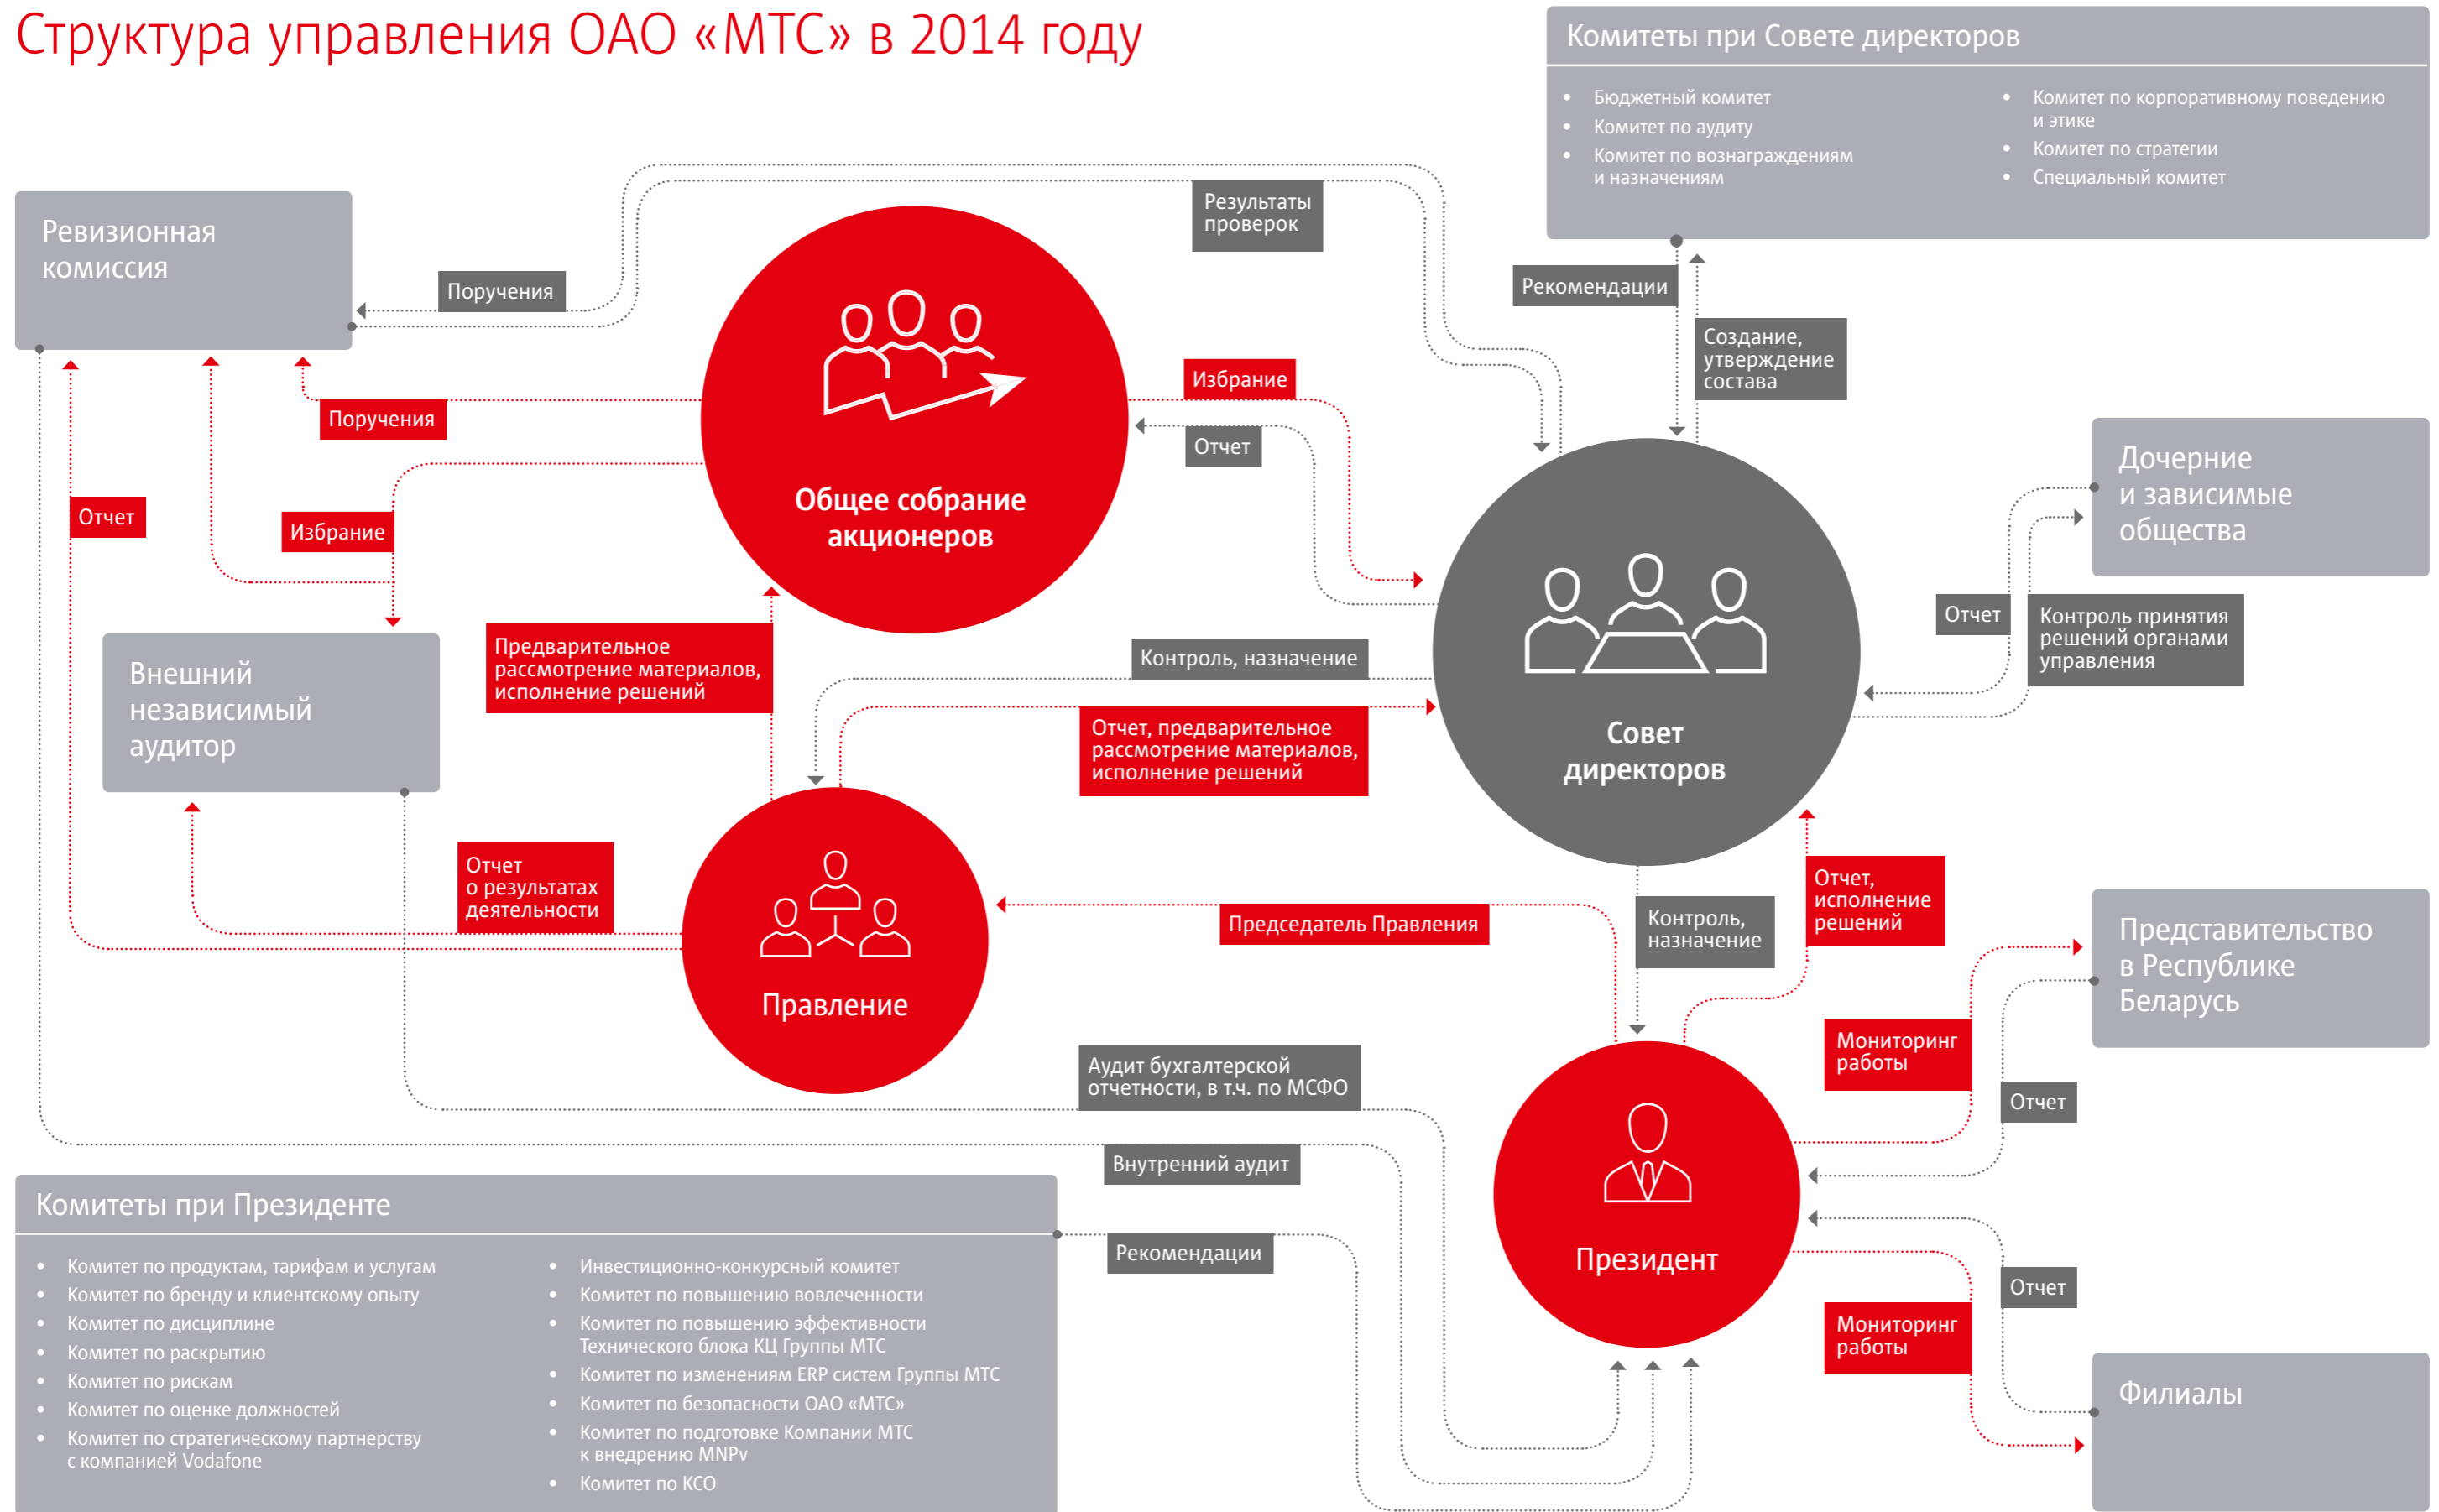 Структура управления ОАО «МТС» в 2014 году
Комитеты при Совете директоров
• Бюджетный комитет
• Комитет по аудиту
• Комитет по вознаграждениям
и назначениям
• Комитет по корпоративному поведению
и этике
• Комитет по стратегии
• Специальный комитет
Ревизионная
комиссия
Поручения
Результаты
проверок
Рекомендации
Создание,
утверждение
состава
Поручения
Избрание
Отчет
Отчет
Избрание
Общее собрание
акционеров
Дочерние
и зависимые
общества
Отчет
Контроль принятия
решений органами
управления
Внешний
независимый
аудитор
Предварительное
рассмотрение материалов,
исполнение решений
Контроль, назначение
Отчет, предварительное
рассмотрение материалов,
исполнение решений
Совет
директоров
Отчет
о результатах
деятельности
Правление
Председатель Правления
Контроль,
назначение
Отчет,
исполнение
решений
Представительство
в Республике
Беларусь
Мониторинг
работы
Отчет
Аудит бухгалтерской
отчетности, в т.ч. по МСФО
Внутренний аудит
Рекомендации
Президент
Отчет
Мониторинг
работы
Филиалы
Комитеты при Президенте
• Комитет по продуктам, тарифам и услугам
• Комитет по бренду и клиентскому опыту
• Комитет по дисциплине
• Комитет по раскрытию
• Комитет по рискам
• Комитет по оценке должностей
• Комитет по стратегическому партнерству
с компанией Vodafone
• Инвестиционно-конкурсный комитет
• Комитет по повышению вовлеченности
• Комитет по повышению эффективности
Технического блока КЦ Группы МТС
• Комитет по изменениям ERP систем Группы МТС
• Комитет по безопасности ОАО «МТС»
• Комитет по подготовке Компании МТС
к внедрению MNPv
• Комитет по КСО